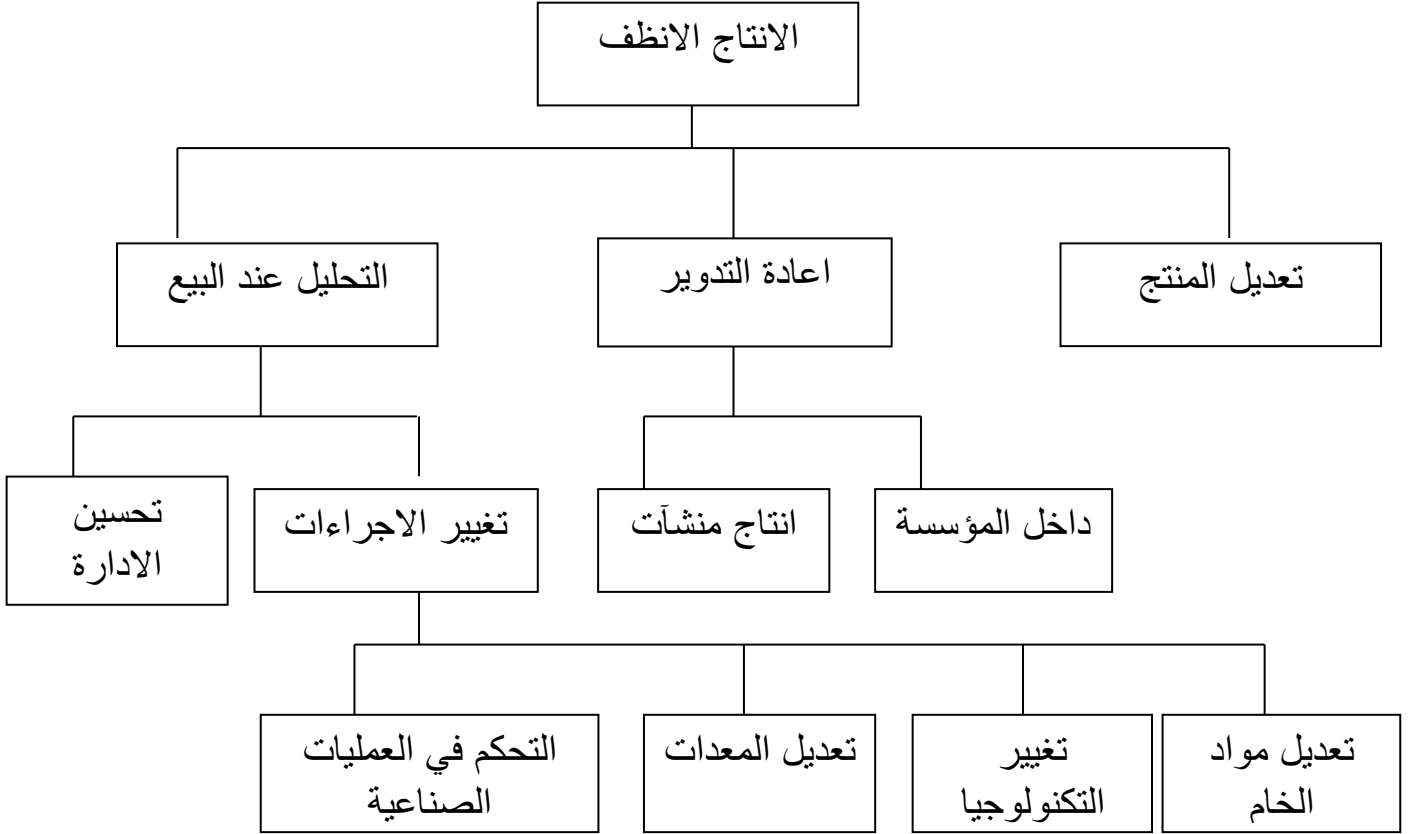 الانتاج الانظف
تعديل المنتج
اعادة التدوير
التحليل عند البيع
داخل المؤسسة
انتاج منشآت
تغيير الاجراءات
تحسين
الادارة
تعديل مواد
الخام
تغيير
التكنولوجيا
تعديل المعدات
التحكم في العمليات
الصناعية